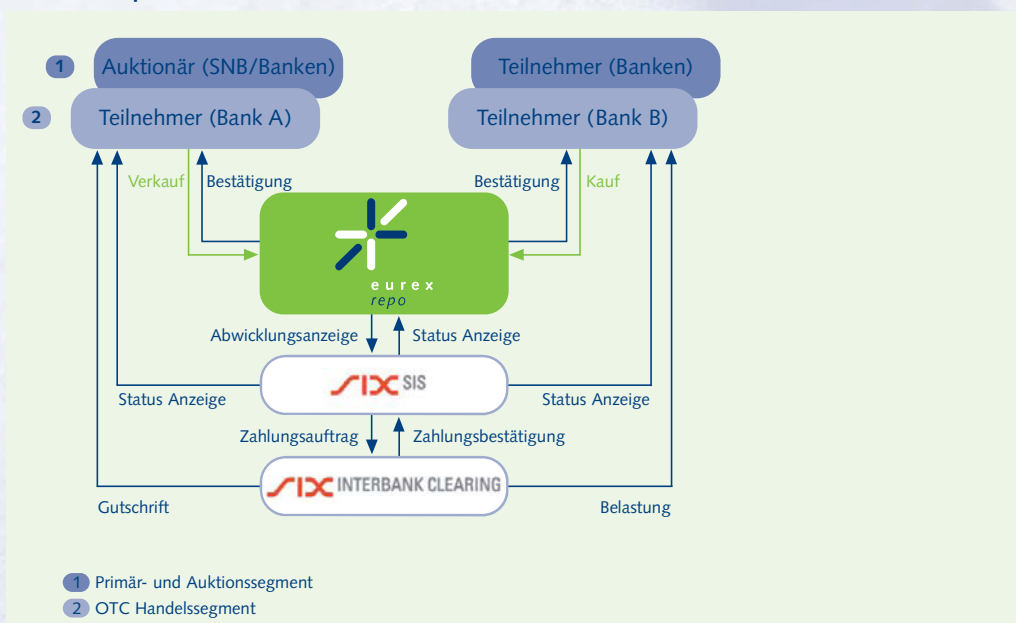 1 Auktionär (SNB/Banken) Teilnehmer (Banken)
2 Teilnehmer (Bank A) Teilnehmer (Bank B)
Verkauf Bestätigung Bestätigung Kauf
eurex
repo
Abwicklungsanzeige Status Anzeige
SIX SIS
Status Anzeige Status Anzeige
Zahlungsauftrag Zahlungsbestätigung
SIX INTERBANK CLEARING
Gutschrift Belastung
1 Primär- und Auktionssegment
2 OTC Handelssegment